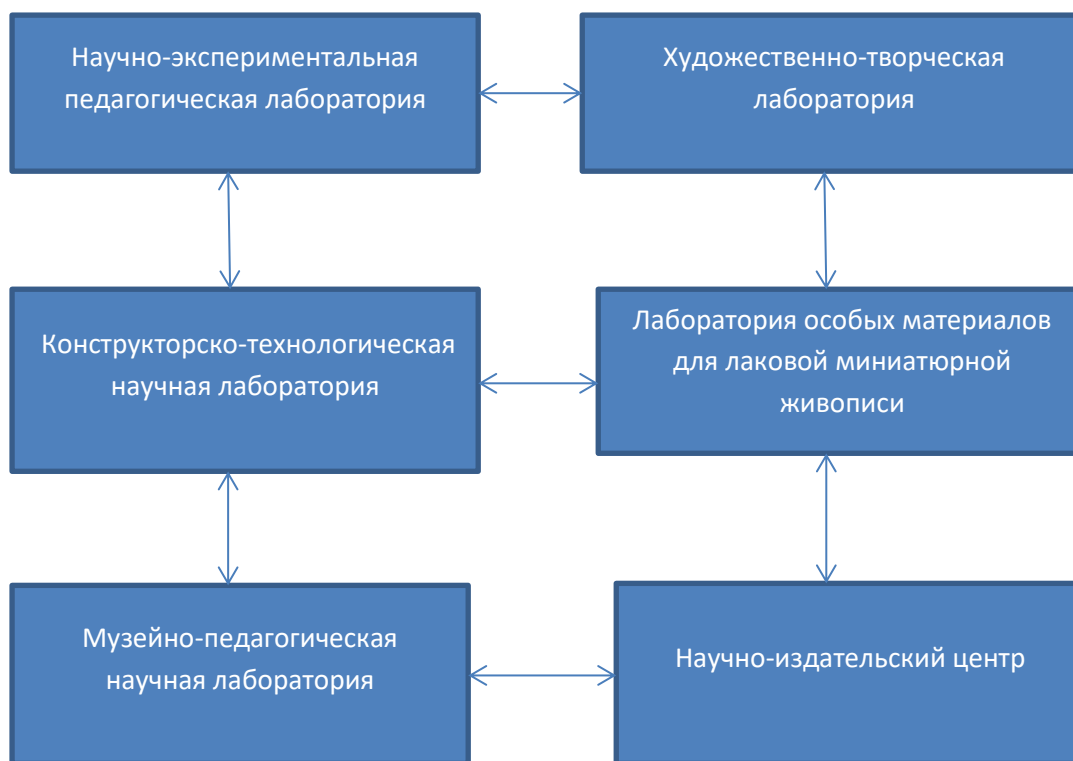 Научно-экспериментальная
педагогическая лаборатория
Художественно-творческая
лаборатория
Конструкторско-технологическая
научная лаборатория
Лаборатория особых материалов
для лаковой миниатюрной
живописи
Музейно-педагогическая
научная лаборатория
Научно-издательский центр